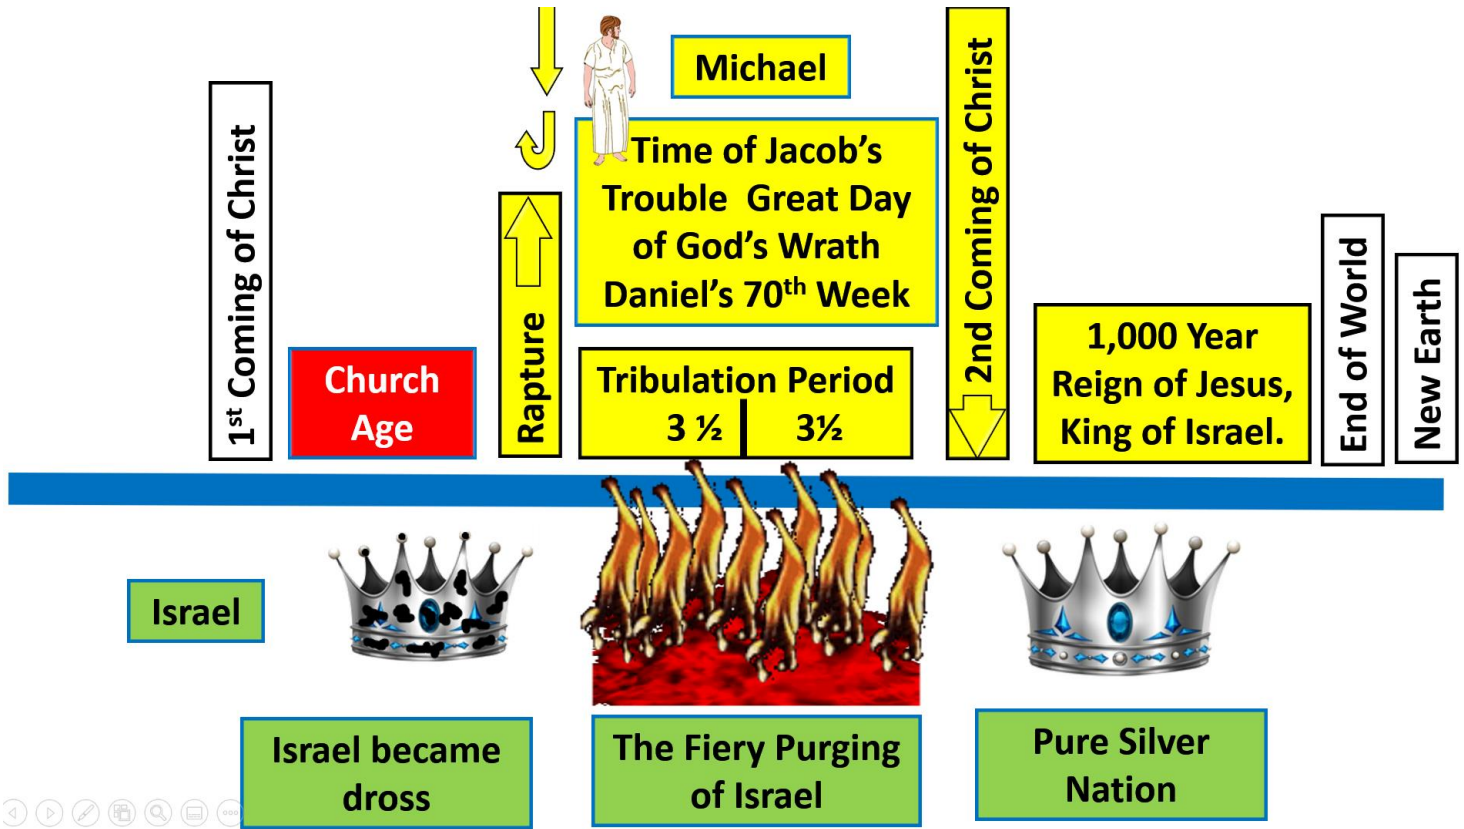 Michael
1st Coming of Christ
Time of Jacob’s
Trouble  Great Day
of God’s Wrath
Daniel’s 70th Week
2nd Coming of Christ
Church
Age
Rapture
Tribulation Period
3 ½ 3½
1,000 Year
Reign of Jesus,
King of Israel.
End of World
New Earth
Israel
Israel became
dross
The Fiery Purging
of Israel
Pure Silver
Nation